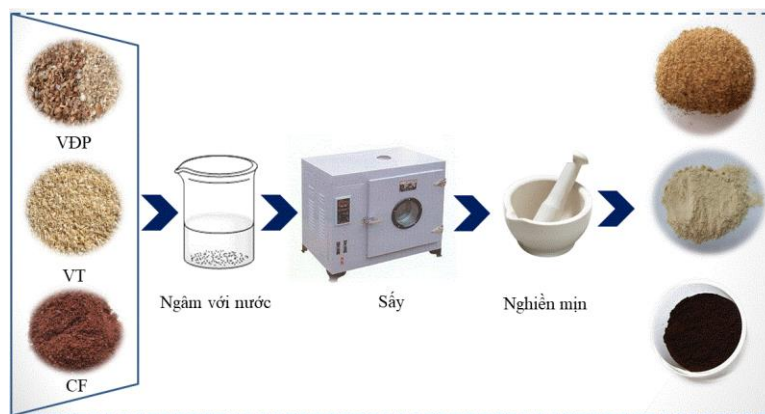 VĐP
VT
CF
Ngâm với nước
Sấy
Nghiền mịn